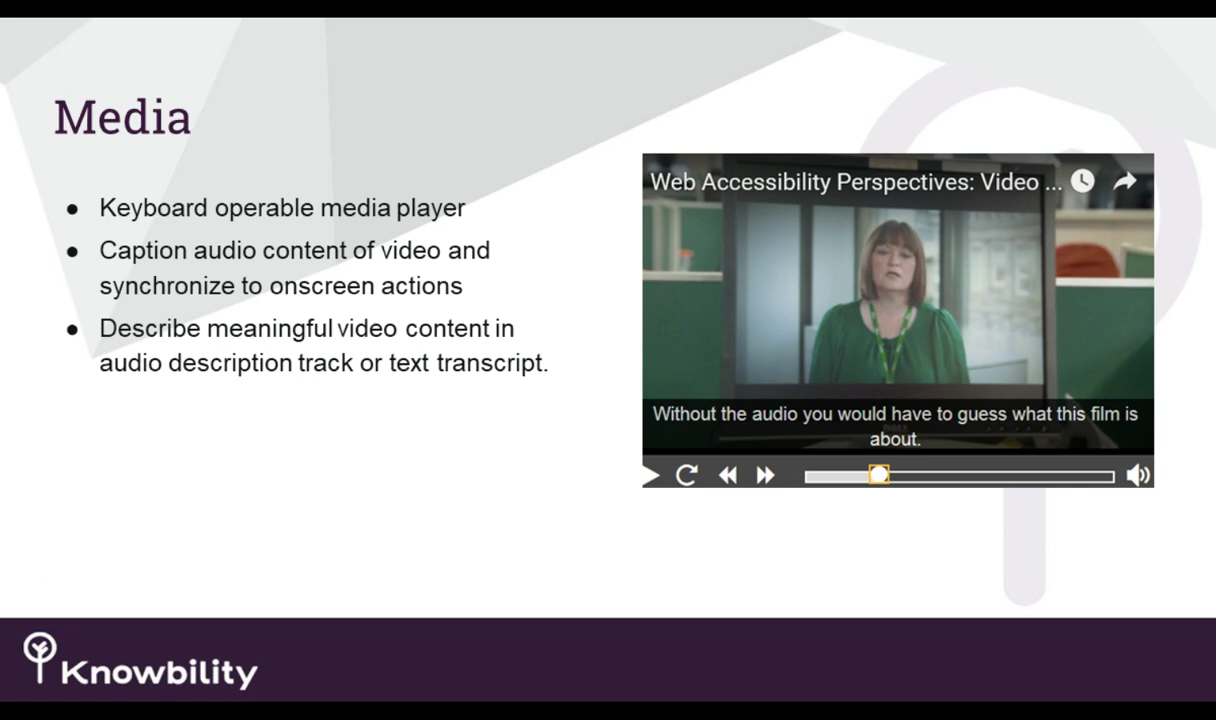 Media
● Keyboard operable media player
● Caption audio content of video and
synchronize to onscreen actions
● Describe meaningful video content in
audio description track or text transcript.
Web Accessibility Perspectives: Video ...
Without the audio you would have to guess what this film is
about.
Knowbility